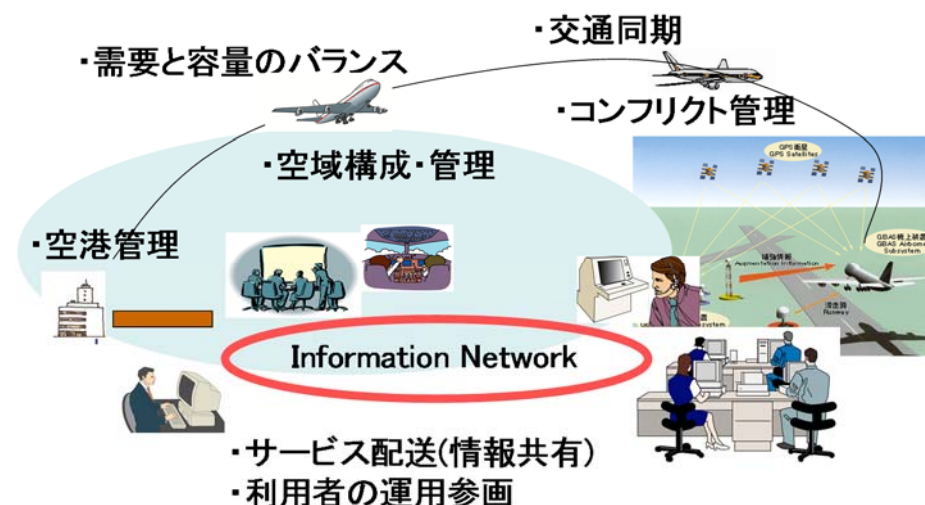 ・交通同期
・需要と容量のバランス
・コンフリクト管理
・空域構成・管理
GPS衛星
GPS Satellites
・空港管理
GBAS機上装置
GBAS Airborne
Subsystem
補強情報
Augmentation Information
滑走路
Runway
Information Network
・サービス配送(情報共有)
・利用者の運用参画